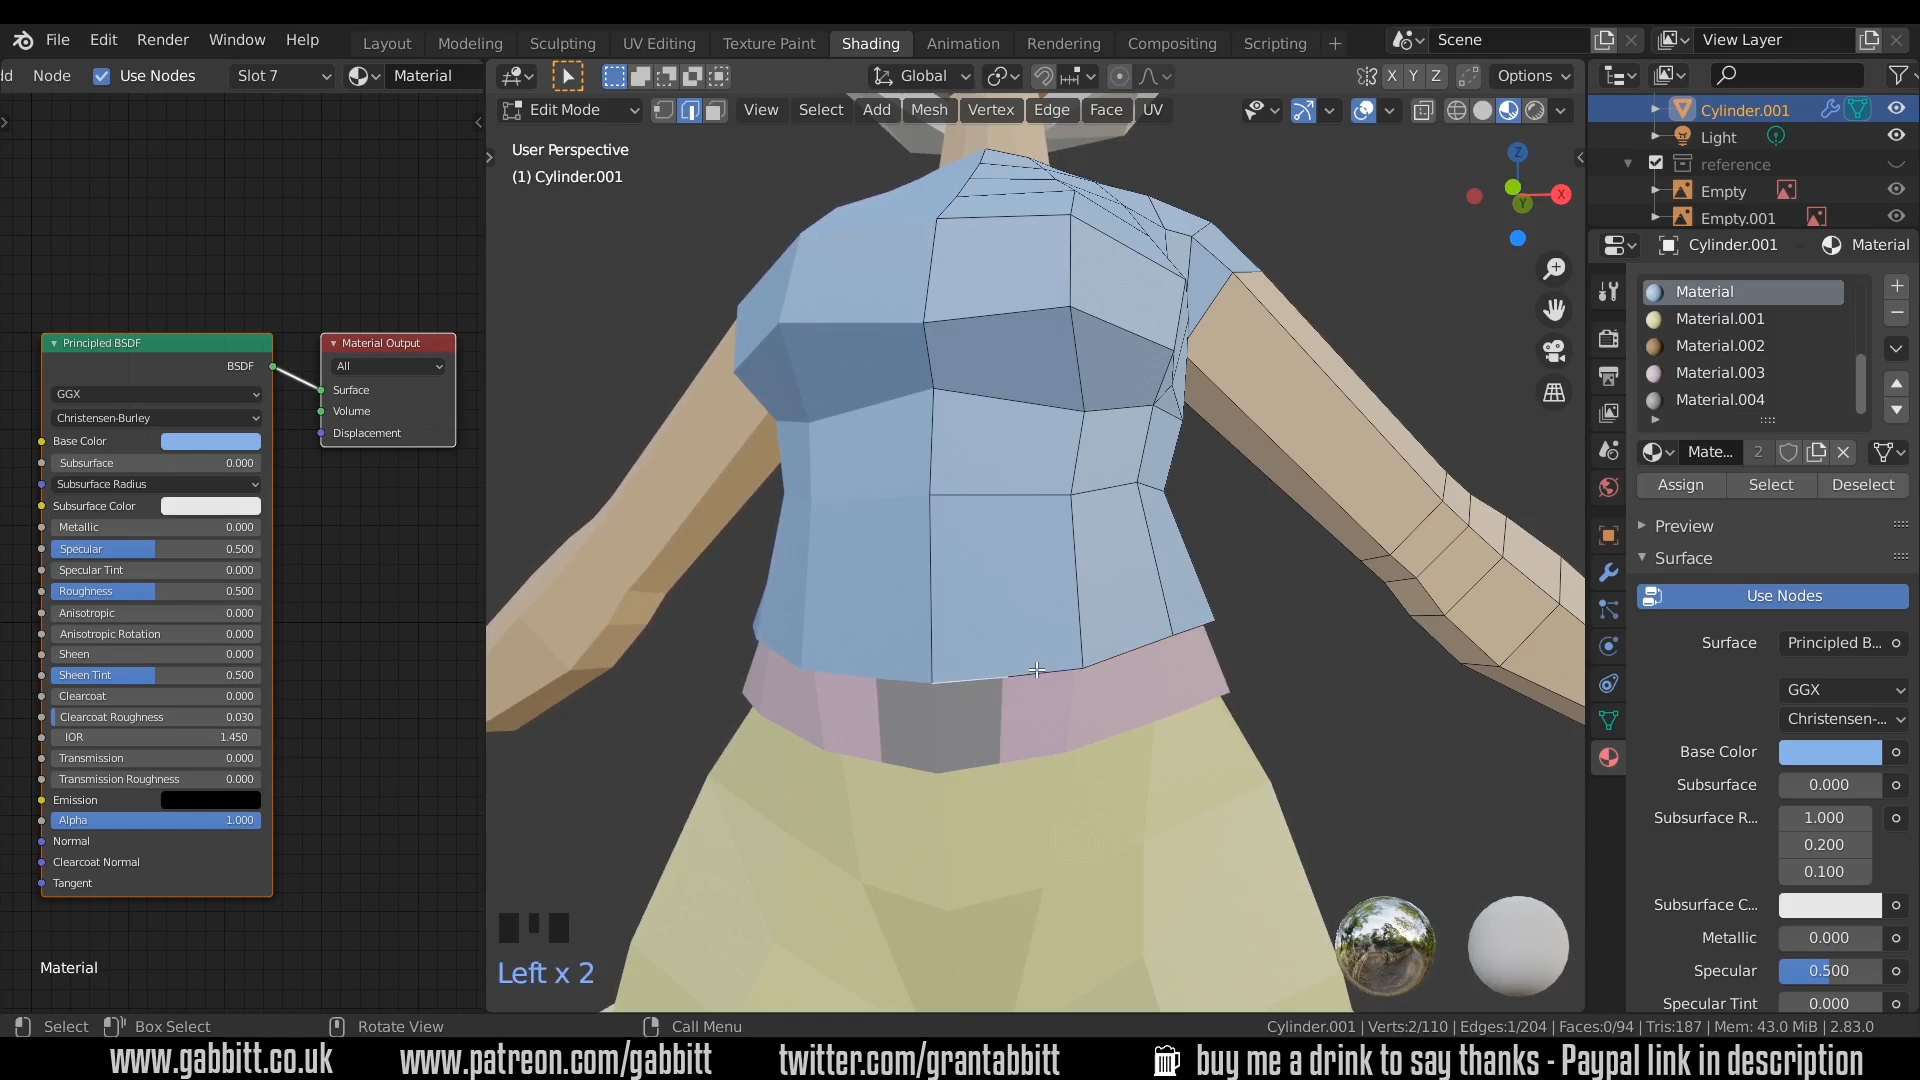 File Edit Render Window Help Layout Modeling Sculpting UV Editing Texture Paint Shading Animation Rendering Compositing Scripting + Scene View Layer
Node Use Nodes Slot 7 Material Global X Y Z Options
Edit Mode View Select Add Mesh Vertex Edge Face UV
User Perspective
(1) Cylinder.001
Z
X
Y
Principled BSDF
BSDF
GGX
Christensen-Burley
Base Color
Subsurface 0.000
Subsurface Radius
Subsurface Color
Metallic 0.000
Specular 0.500
Specular Tint 0.000
Roughness 0.500
Anisotropic 0.000
Anisotropic Rotation 0.000
Sheen 0.000
Sheen Tint 0.500
Clearcoat 0.000
Clearcoat Roughness 0.030
IOR 1.450
Transmission 0.000
Transmission Roughness 0.000
Emission
Alpha 1.000
Normal
Clearcoat Normal
Tangent
Material Output
All
Surface
Volume
Displacement
Material
Left x 2
Cylinder.001
Light
reference
Empty
Empty.001
Cylinder.001 Material
Material
Material.001
Material.002
Material.003
Material.004
Mate... 2
Assign Select Deselect
Preview
Surface
Use Nodes
Surface Principled B...
GGX
Christensen-...
Base Color
Subsurface 0.000
Subsurface R... 1.000
0.200
0.100
Subsurface C...
Metallic 0.000
Specular 0.500
Specular Tint 0.000
Select Box Select Rotate View Call Menu Cylinder.001 | Verts:2/110 | Edges:1/204 | Faces:0/94 | Tris:187 | Mem: 43.0 MiB | 2.83.0
www.gabbitt.co.uk www.patreon.com/gabbitt twitter.com/grantabbitt buy me a drink to say thanks - Paypal link in description